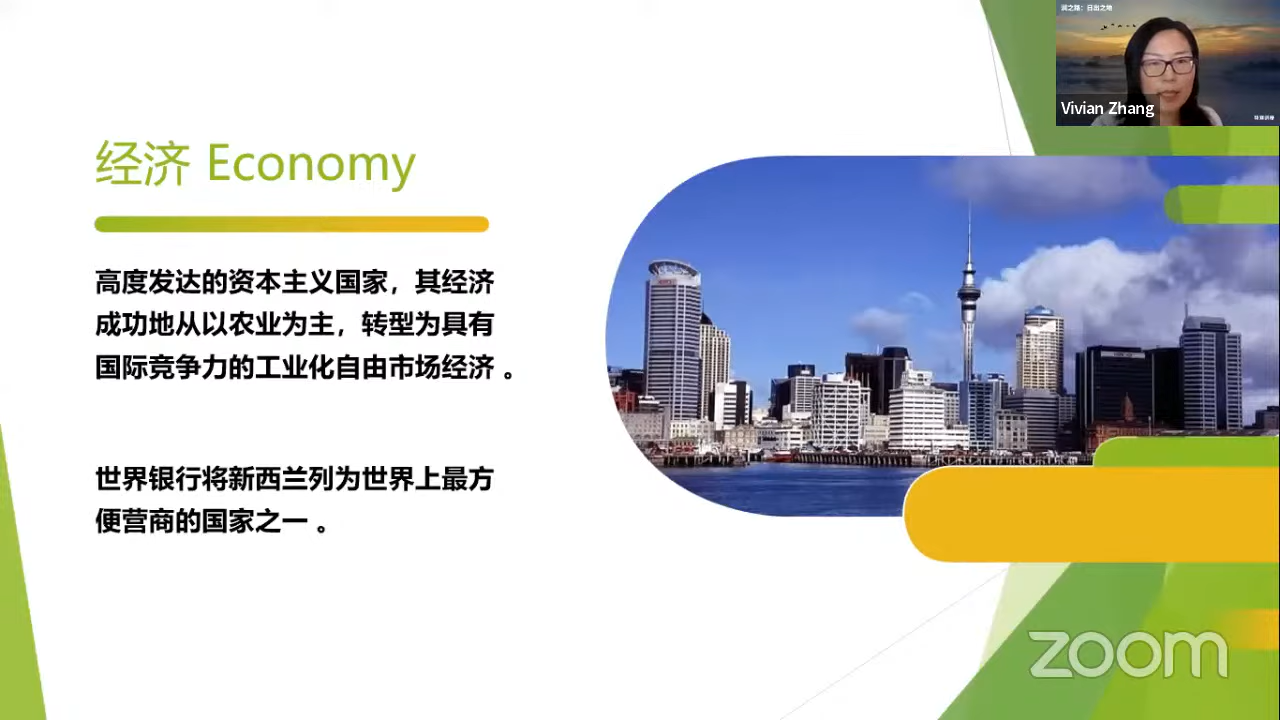 经济 Economy
高度发达的资本主义国家，其经济
成功地从以农业为主，转型为具有
国际竞争力的工业化自由市场经济 。
世界银行将新西兰列为世界上最方
便营商的国家之一 。
Vivian Zhang
zoom